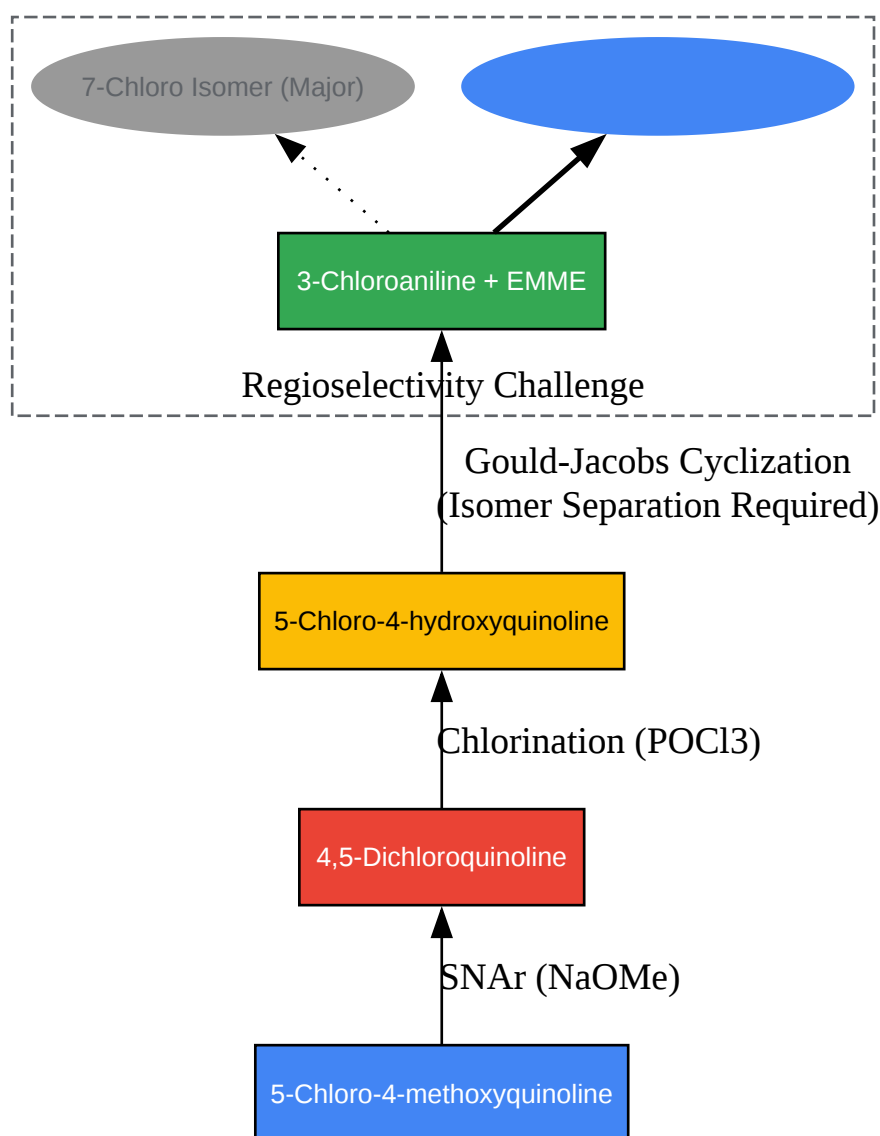 7-Chloro Isomer (Major)
3-Chloroaniline + EMME
Regioselectivity Challenge
Gould-Jacobs Cyclization
(Isomer Separation Required)
5-Chloro-4-hydroxyquinoline
Chlorination (POCl3)
4,5-Dichloroquinoline
SNAr (NaOMe)
5-Chloro-4-methoxyquinoline